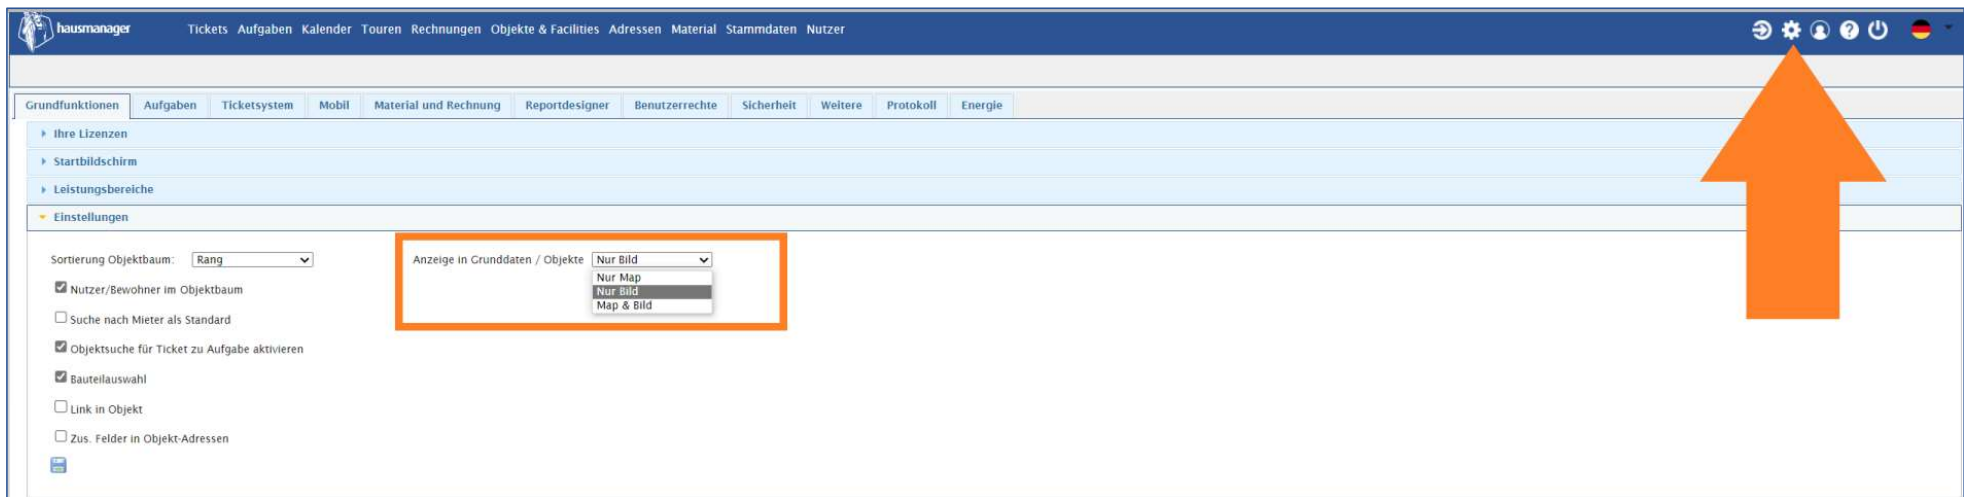 hausmanager Tickets Aufgaben Kalender Touren Rechnungen Objekte & Facilities Adressen Material Stammdaten Nutzer
Grundfunktionen Aufgaben Ticketsystem Mobil Material und Rechnung Reportdesigner Benutzerrechte Sicherheit Weitere Protokoll Energie
Ihre Lizenzen
Startbildschirm
Leistungsbereiche
Einstellungen
Sortierung Objektbaum: Rang Anzeige in Grunddaten / Objekte Nur Bild
Nur Map
Nur Bild
Map & Bild
Nutzer/Bewohner im Objektbaum
Suche nach Mieter als Standard
Objektsuche für Ticket zu Aufgabe aktivieren
Bauteilauswahl
Link in Objekt
Zus. Felder in Objekt-Adressen